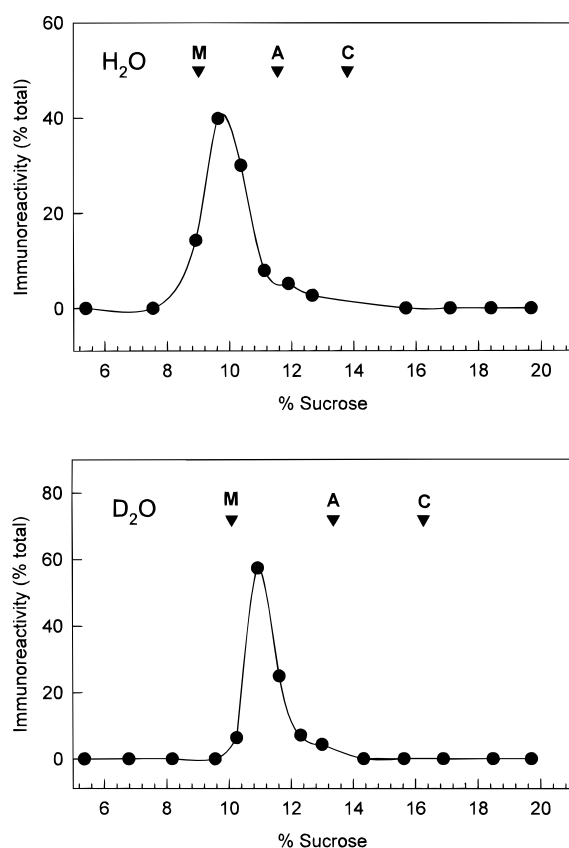 60
H₂O
M A C
40
20
0
Immunoreactivity (% total)
6 8 10 12 14 16 18 20
% Sucrose
80
D₂O
M A C
60
40
20
0
Immunoreactivity (% total)
6 8 10 12 14 16 18 20
% Sucrose